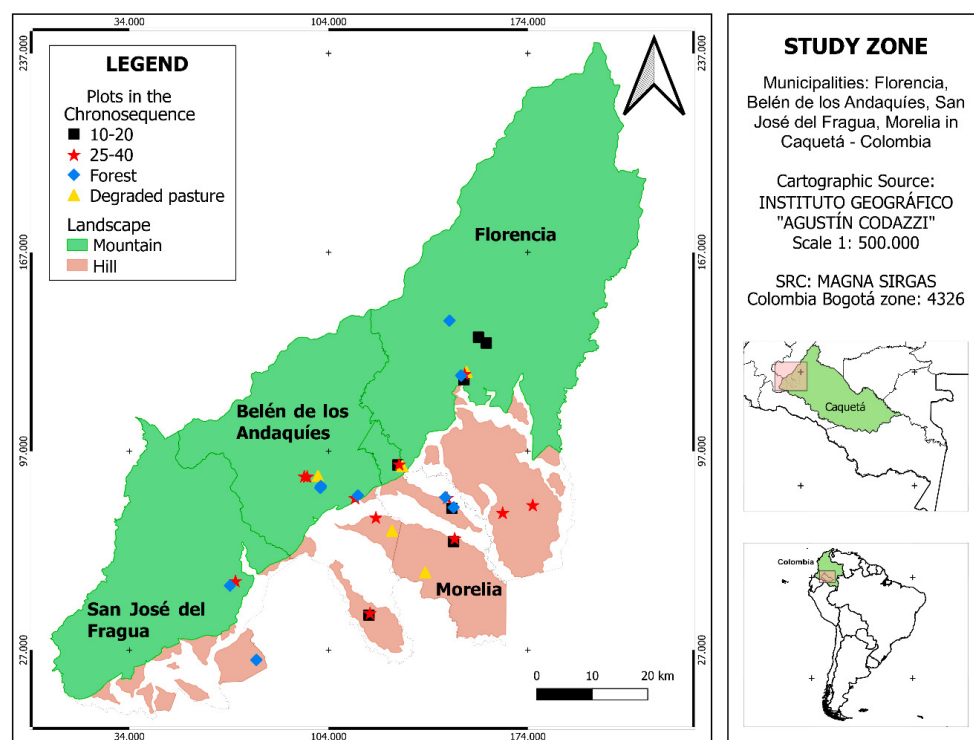 34.000
104.000
174.000
237.000
237.000
LEGEND
Plots in the
Chronosequence
10-20
25-40
Forest
Degraded pasture
Landscape
Mountain
Hill
Florencia
167.000
167.000
Belén de los
Andaquíes
97.000
97.000
San José del
Fragua
Morelia
27.000
27.000
0 10 20 km
34.000
104.000
174.000
STUDY ZONE
Municipalities: Florencia,
Belén de los Andaquíes, San
José del Fragua, Morelia in
Caquetá - Colombia
Cartographic Source:
INSTITUTO GEOGRÁFICO
"AGUSTÍN CODAZZI"
Scale 1: 500.000
SRC: MAGNA SIRGAS
Colombia Bogotá zone: 4326
Caquetá
Colombia